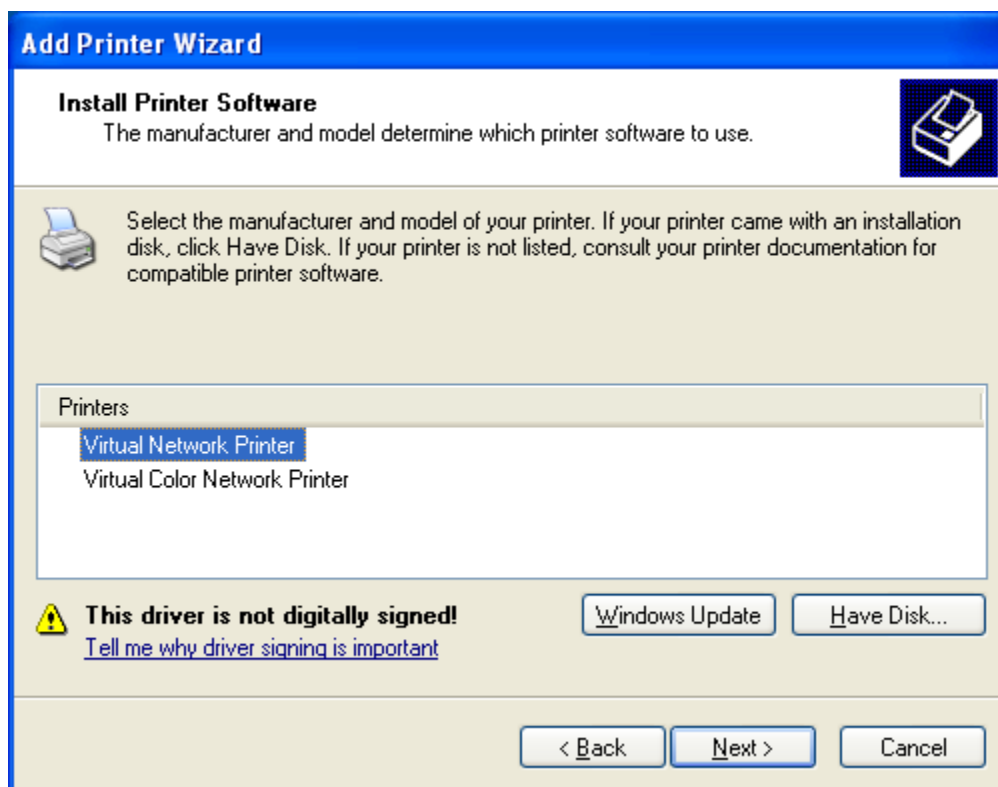 Add Printer Wizard
Install Printer Software
The manufacturer and model determine which printer software to use.
Select the manufacturer and model of your printer. If your printer came with an installation
disk, click Have Disk. If your printer is not listed, consult your printer documentation for
compatible printer software.
Printers
Virtual Network Printer
Virtual Color Network Printer
This driver is not digitally signed!
Tell me why driver signing is important
Windows Update
Have Disk...
< Back
Next >
Cancel